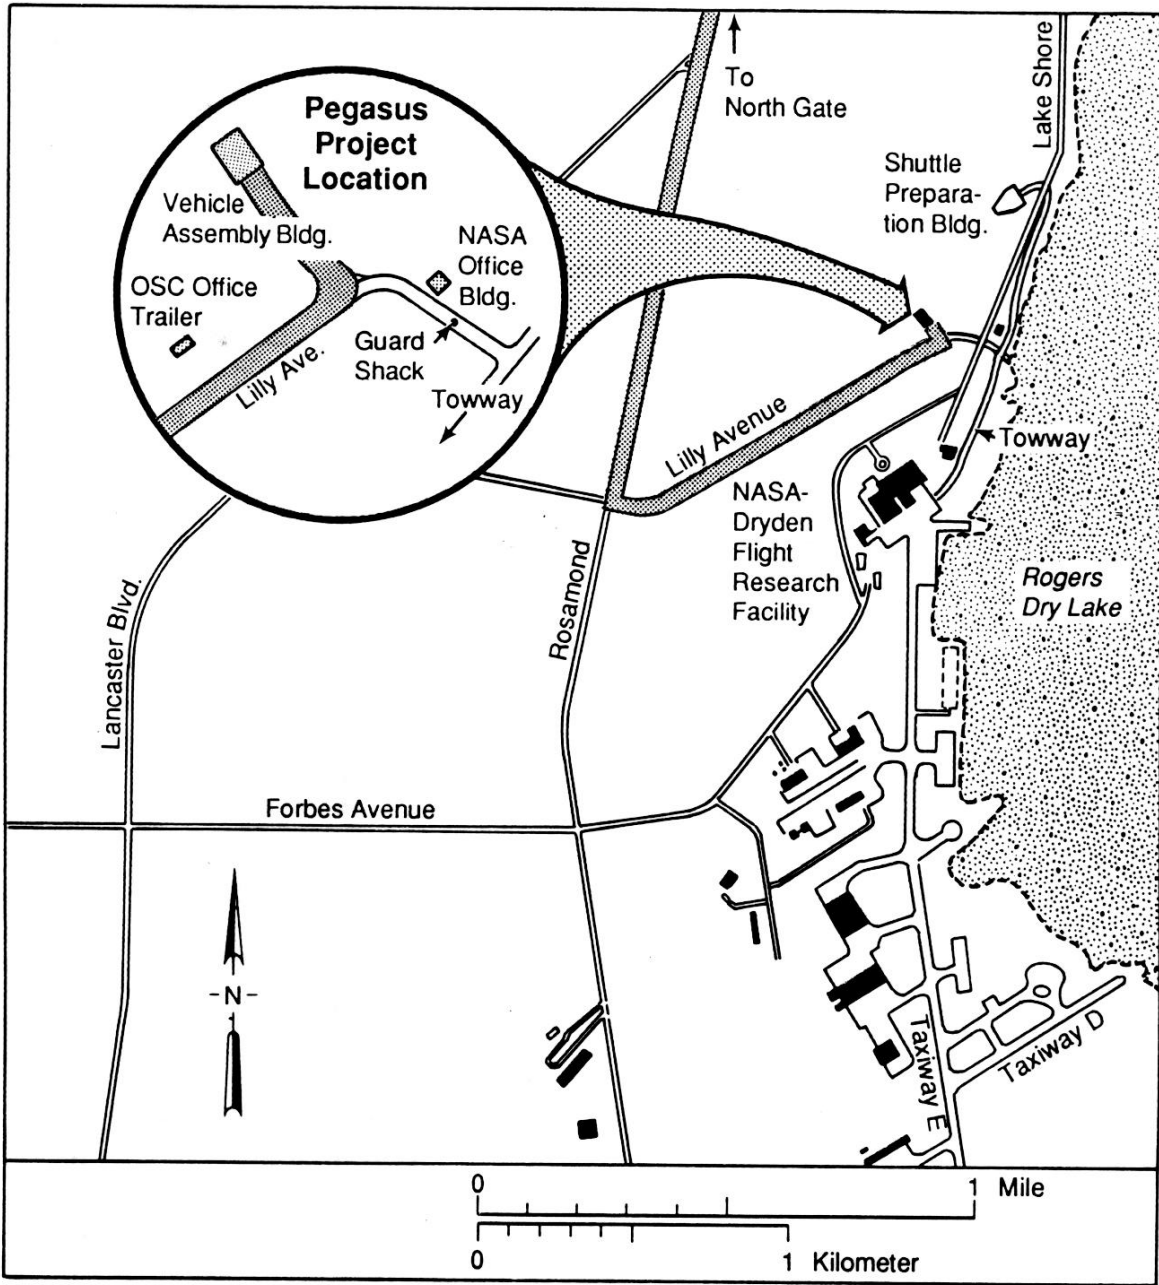 To
North Gate
Lake Shore
Pegasus
Project
Location
Shuttle
Prepara-
tion Bldg.
Vehicle
Assembly Bldg.
NASA
Office
Bldg.
OSC Office
Trailer
Guard
Shack
Lilly Ave.
Towway
Lilly Avenue
Towway
NASA-
Dryden
Flight
Research
Facility
Rogers
Dry Lake
Rosamond
Lancaster Blvd.
Forbes Avenue
-N-
Taxiway E
Taxiway D
0 1 Mile
0 1 Kilometer